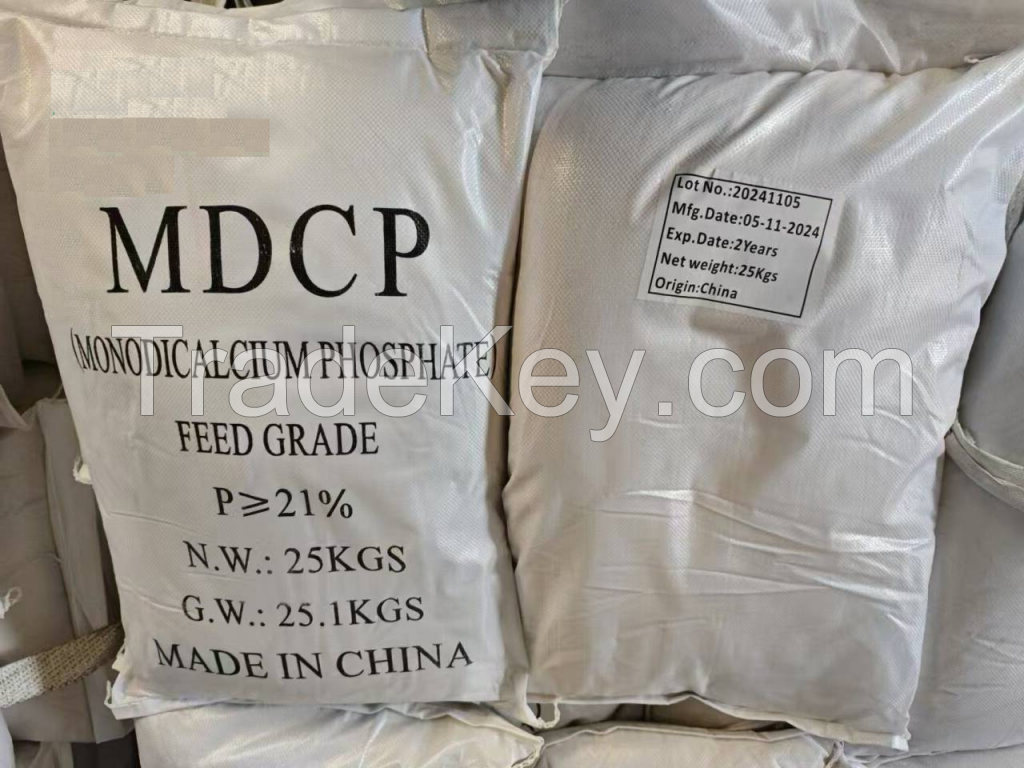 MDCP
(MONODICALCIUM PHOSPHATE)
FEED GRADE
P≥21%
N.W.: 25KGS
G.W.: 25.1KGS
MADE IN CHINA
Lot No.:20241105
Mfg.Date:05-11-2024
Exp.Date:2Years
Net weight:25Kgs
Origin:China
TradeKey.com